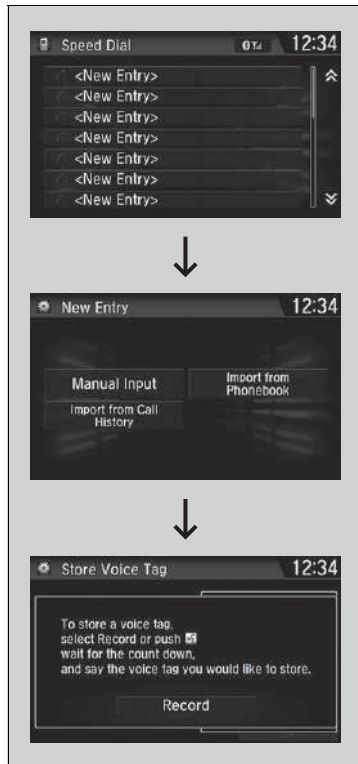 Speed Dial 12:34
<New Entry>
<New Entry>
<New Entry>
<New Entry>
<New Entry>
<New Entry>
<New Entry>
New Entry 12:34
Manual Input
Import from
Phonebook
Import from Call
History
Store Voice Tag 12:34
To store a voice tag,
select Record or push
wait for the count down,
and say the voice tag you would like to store.
Record